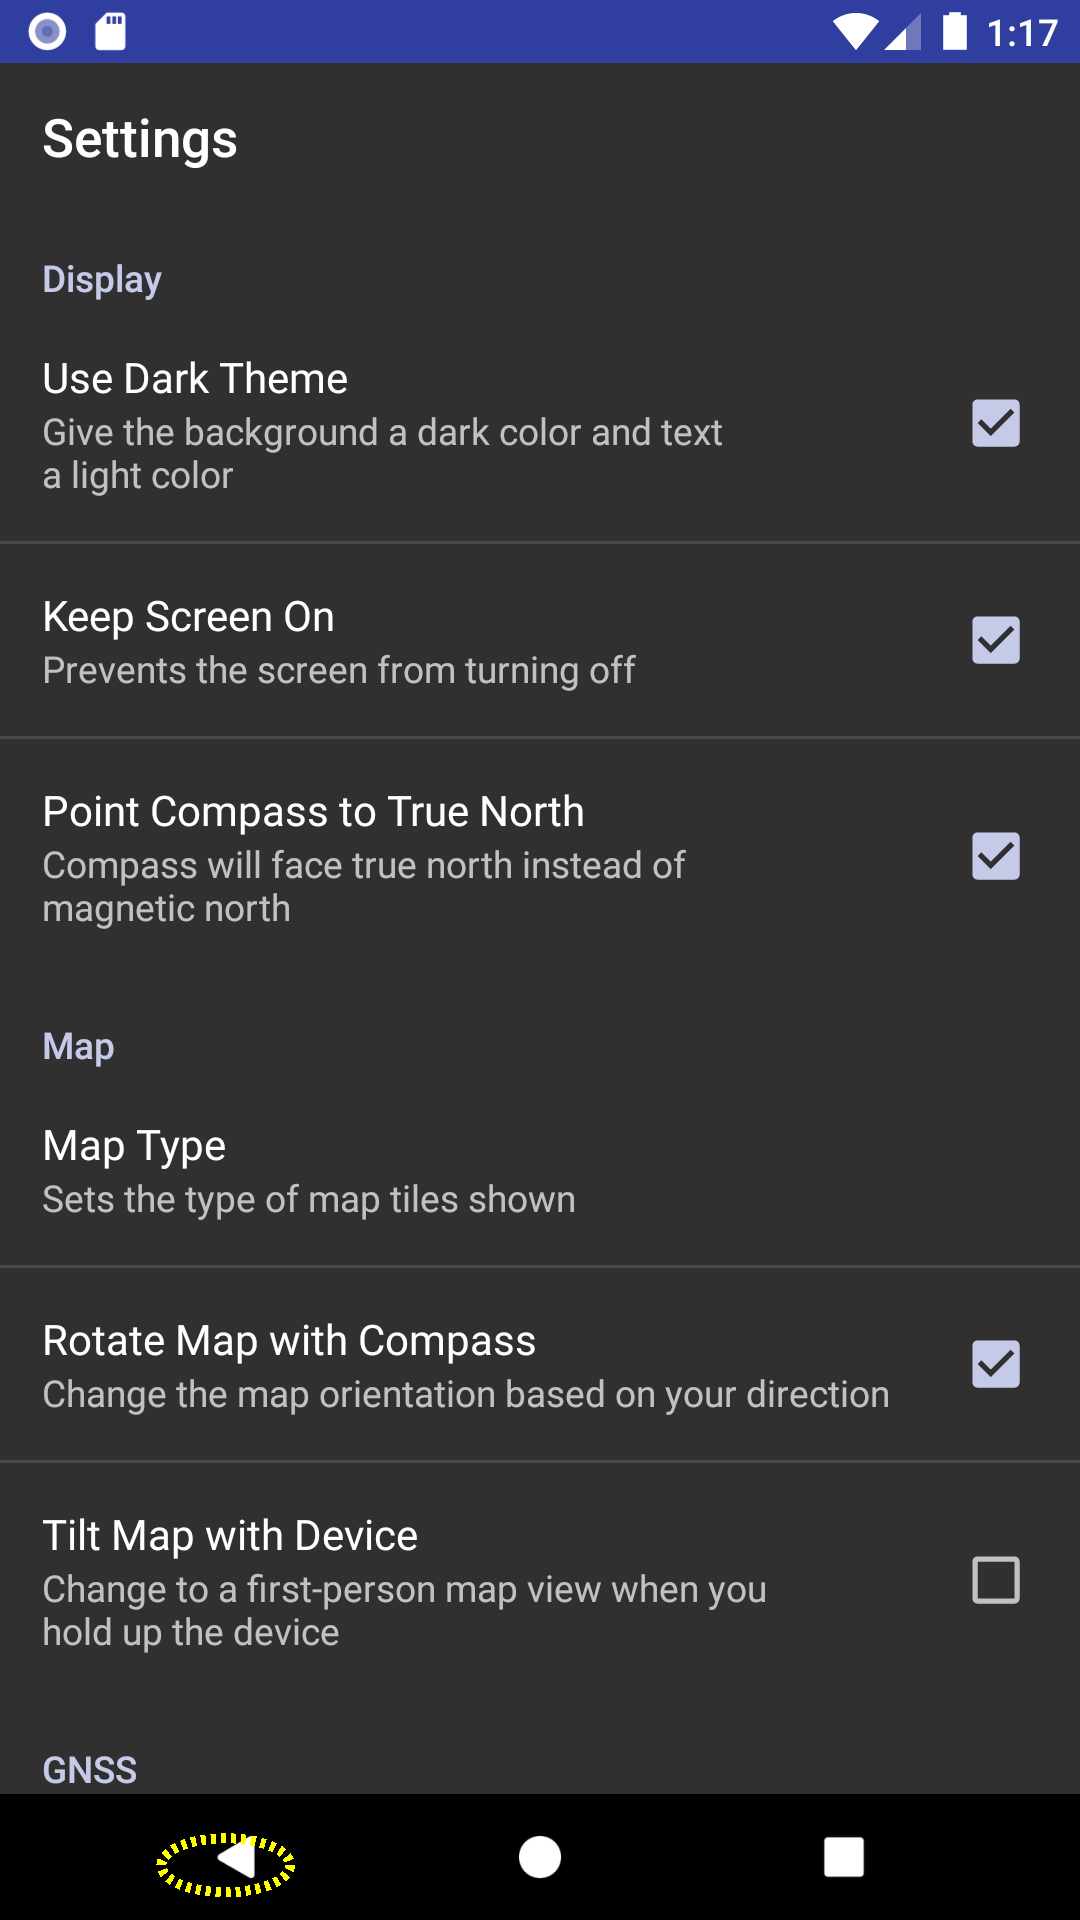 1:17
Settings
Display
Use Dark Theme
Give the background a dark color and text
a light color
Keep Screen On
Prevents the screen from turning off
Point Compass to True North
Compass will face true north instead of
magnetic north
Map
Map Type
Sets the type of map tiles shown
Rotate Map with Compass
Change the map orientation based on your direction
Tilt Map with Device
Change to a first-person map view when you
hold up the device
GNSS